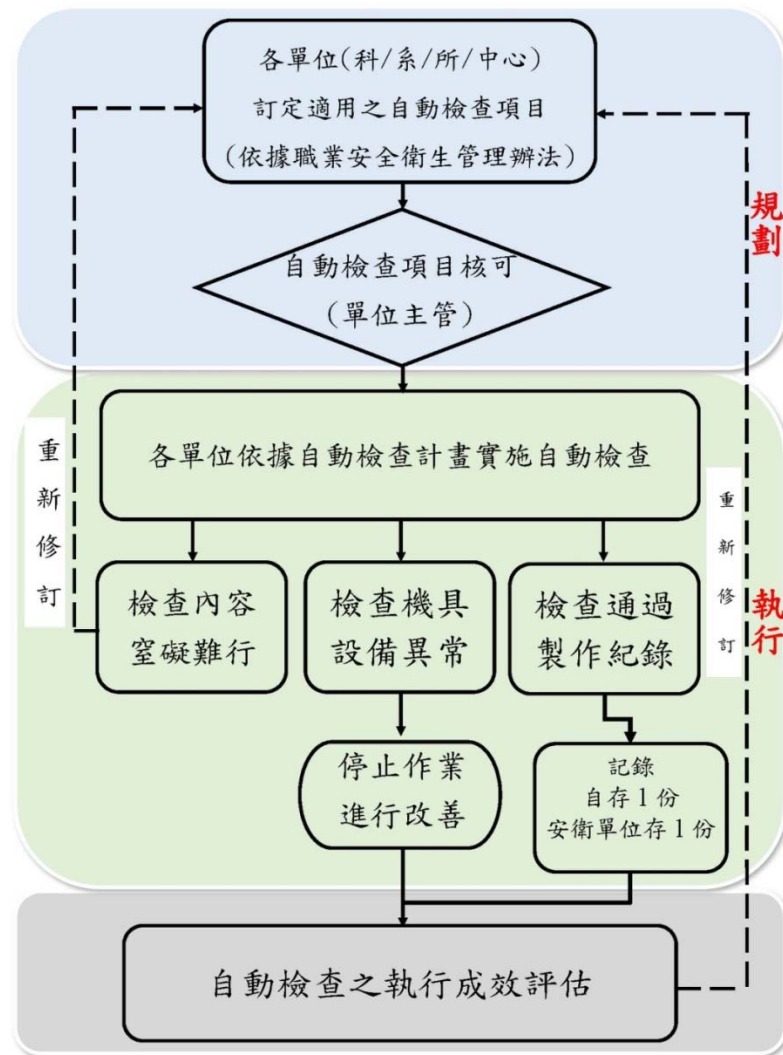 各單位(科/系/所/中心)
訂定適用之自動檢查項目
(依據職業安全衛生管理辦法)
規劃
自動檢查項目核可
(單位主管)
重新修訂
各單位依據自動檢查計畫實施自動檢查
重新修訂
檢查內容
窒礙難行
檢查機具
設備異常
檢查通過
製作紀錄
執行
停止作業
進行改善
記錄
自存1份
安衛單位存1份
自動檢查之執行成效評估